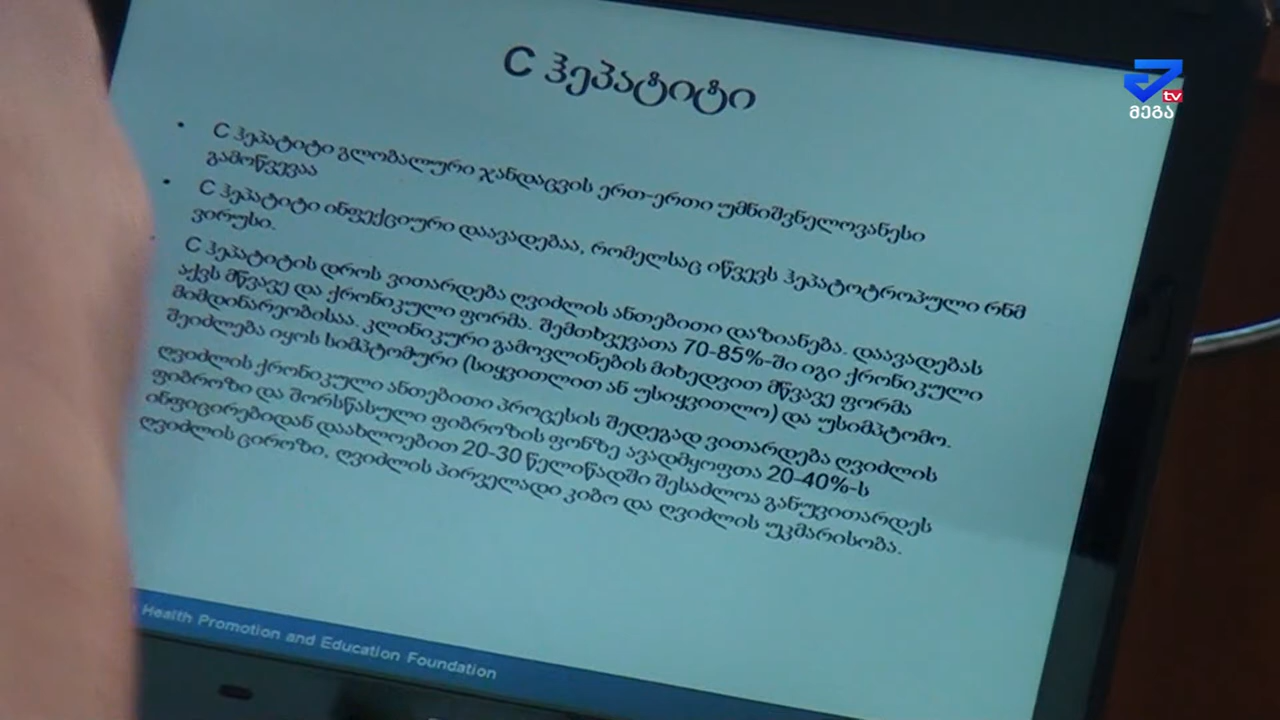 C ჰეპატიტი
tv
მეგა
• C ჰეპატიტი გლობალური ჯანდაცვის ერთ-ერთი უმნიშვნელოვანესი
გამოწვევაა
• C ჰეპატიტი ინფექციური დაავადებაა, რომელსაც იწვევს ჰეპატოტროპული რნმ
ვირუსი.
C ჰეპატიტის დროს ვითარდება ღვიძლის ანთებითი დაზიანება. დაავადებას
აქვს მწვავე და ქრონიკული ფორმა. შემთხვევათა 70-85%-ში იგი ქრონიკული
მიმდინარეობისაა. კლინიკური გამოვლინების მიხედვით მწვავე ფორმა
შეიძლება იყოს სიმპტომური (სიყვითლით ან უსიყვითლო) და უსიმპტომო.
ღვიძლის ქრონიკული ანთებითი პროცესის შედეგად ვითარდება ღვიძლის
ფიბროზი და შორსწასული ფიბროზის ფონზე ავადმყოფთა 20-40%-ს
ინფიცირებიდან დაახლოებით 20-30 წელიწადში შესაძლოა განუვითარდეს
ღვიძლის ციროზი, ღვიძლის პირველადი კიბო და ღვიძლის უკმარისობა.
Health Promotion and Education Foundation